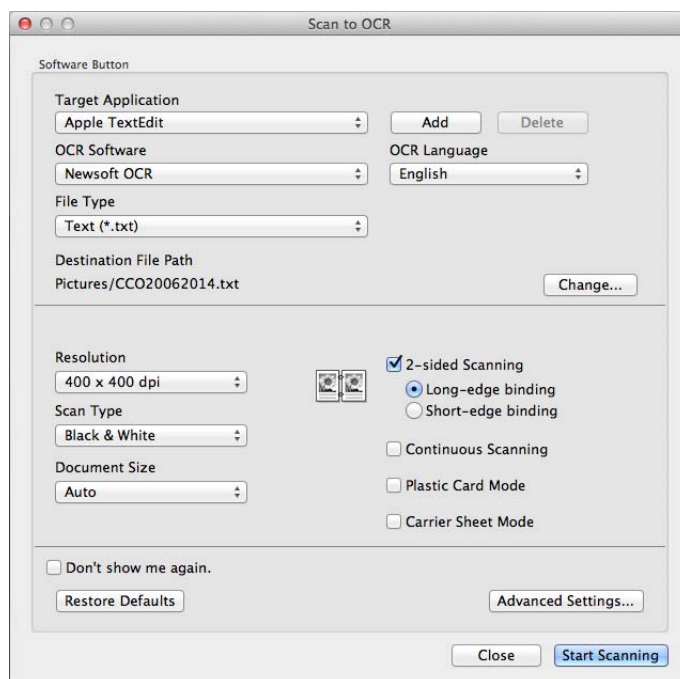 Scan to OCR
Software Button
Target Application
Apple TextEdit
Add
Delete
OCR Software
OCR Language
Newsoft OCR
English
File Type
Text (*.txt)
Destination File Path
Pictures/CCO20062014.txt
Change...
Resolution
400 x 400 dpi
2-sided Scanning
Long-edge binding
Short-edge binding
Scan Type
Black & White
Continuous Scanning
Document Size
Auto
Plastic Card Mode
Carrier Sheet Mode
Don't show me again.
Restore Defaults
Advanced Settings...
Close
Start Scanning